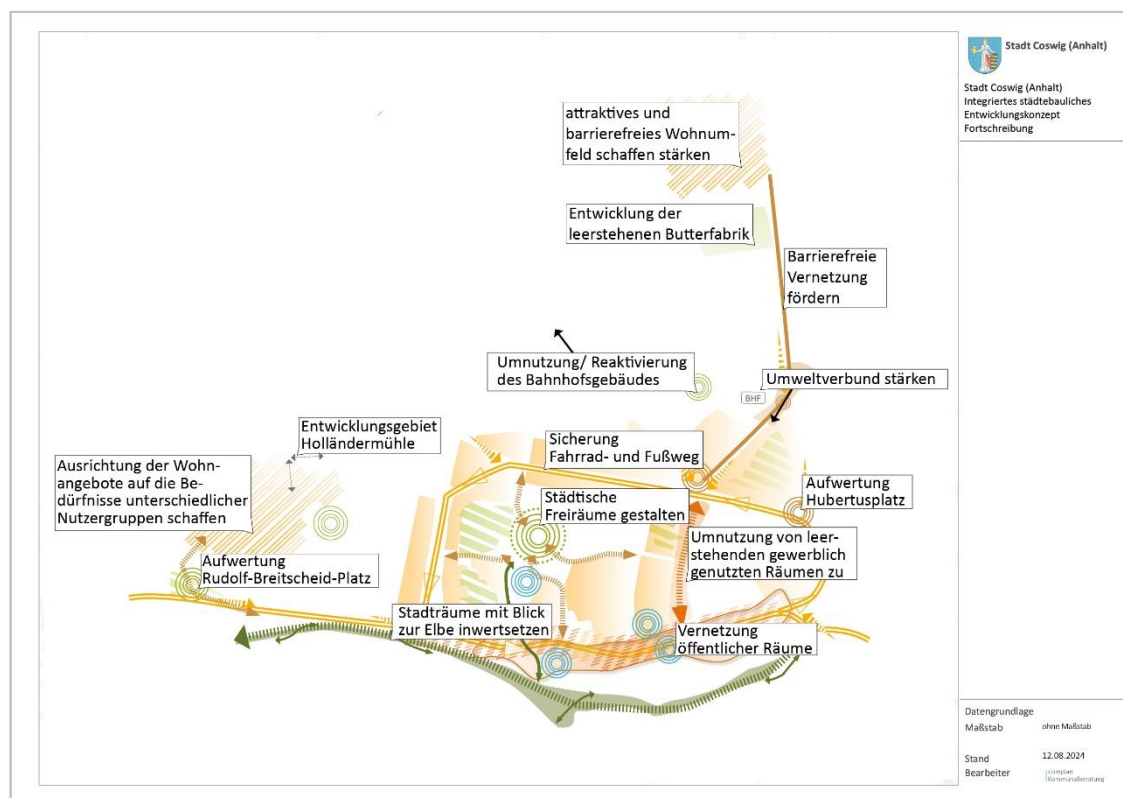 Stadt Coswig (Anhalt)
Stadt Coswig (Anhalt)
Integriertes städtebauliches
Entwicklungskonzept
Fortschreibung
attraktives und
barrierefreies Wohnum-
feld schaffen stärken
Entwicklung der
leerstehenen Butterfabrik
Barrierefreie
Vernetzung
fördern
Umnutzung/ Reaktivierung
des Bahnhofsgebäudes
Umweltverbund stärken
BHF
Entwicklungsgebiet
Holländermühle
Sicherung
Fahrrad- und Fußweg
Ausrichtung der Wohn-
angebote auf die Be-
dürfnisse unterschiedlicher
Nutzergruppen schaffen
Aufwertung
Hubertusplatz
Städtische
Freiräume gestalten
Umnutzung von leer-
stehenden gewerblich
genutzten Räumen zu
Aufwertung
Rudolf-Breitscheid-Platz
Stadträume mit Blick
zur Elbe inwertsetzen
Vernetzung
öffentlicher Räume
Datengrundlage
Maßstab ohne Maßstab
Stand 12.08.2024
Bearbeiter complan
Kommunalberatung